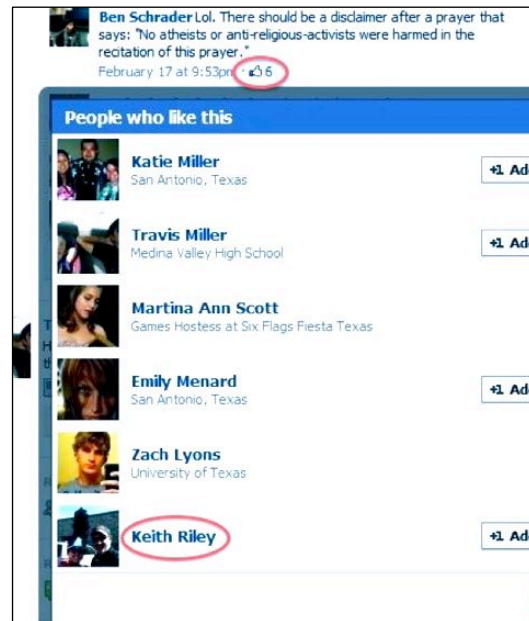 Ben Schrader Lol. There should be a disclaimer after a prayer that
says: "No atheists or anti-religious-activists were harmed in the
recitation of this prayer."
February 17 at 9:53pm · 6
People who like this
Katie Miller
San Antonio, Texas
+1 Ad
Travis Miller
Medina Valley High School
+1 Ad
Martina Ann Scott
Games Hostess at Six Flags Fiesta Texas
Emily Menard
San Antonio, Texas
+1 Ad
Zach Lyons
University of Texas
Keith Riley
+1 Ad